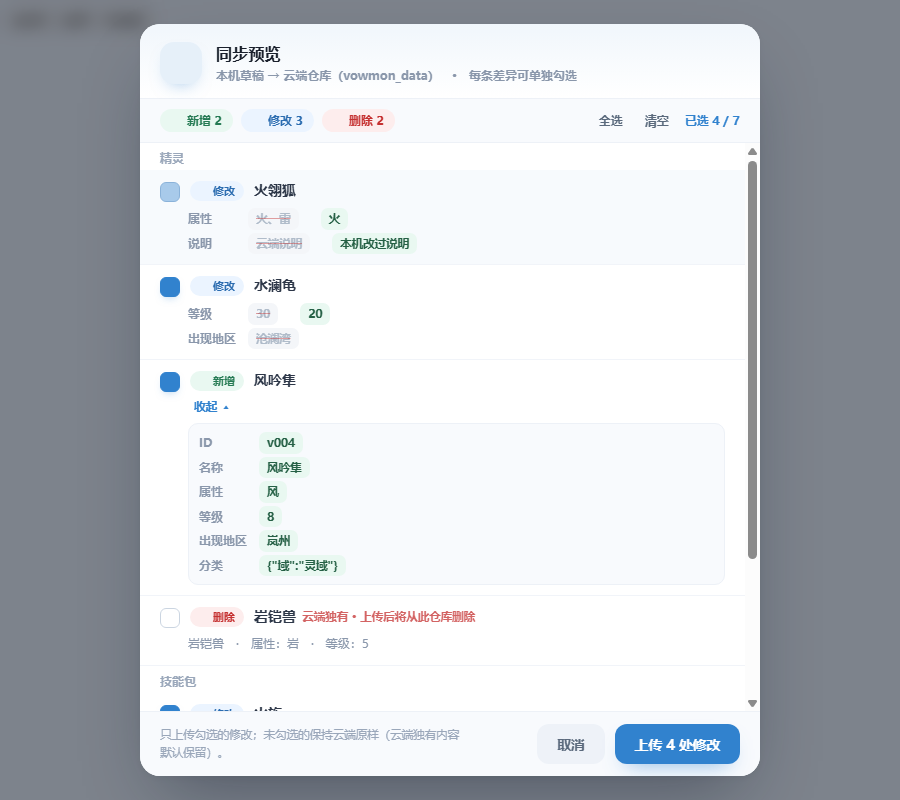 同步预览
本机草稿 → 云端仓库（vowmon_data） • 每条差异可单独勾选
新增 2 修改 3 删除 2 全选 清空 已选 4 / 7
精灵
修改 火翎狐
属性 火、雷 火
说明 云端说明 本机改过说明
修改 水澜龟
等级 30 20
出现地区 沧澜湾
新增 风吟隼
收起 ▲
ID v004
名称 风吟隼
属性 风
等级 8
出现地区 岚州
分类 {"域":"灵域"}
删除 岩铠兽 云端独有 • 上传后将从此仓库删除
岩铠兽 · 属性：岩 · 等级：5
技能包
修改
只上传勾选的修改；未勾选的保持云端原样（云端独有内容
默认保留）。
取消 上传 4 处修改